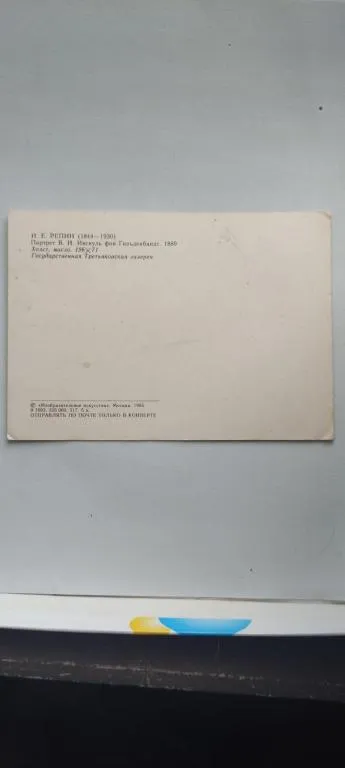 И. Е. РЕПИН (1844—1930)
Портрет В. И. Икскуль фон Гильденбандт. 1889
Холст, масло. 196×71
Государственная Третьяковская галерея
© «Изобразительное искусство». Москва. 1985
ОТПРАВЛЯТЬ ПО ПОЧТЕ ТОЛЬКО В КОНВЕРТЕ